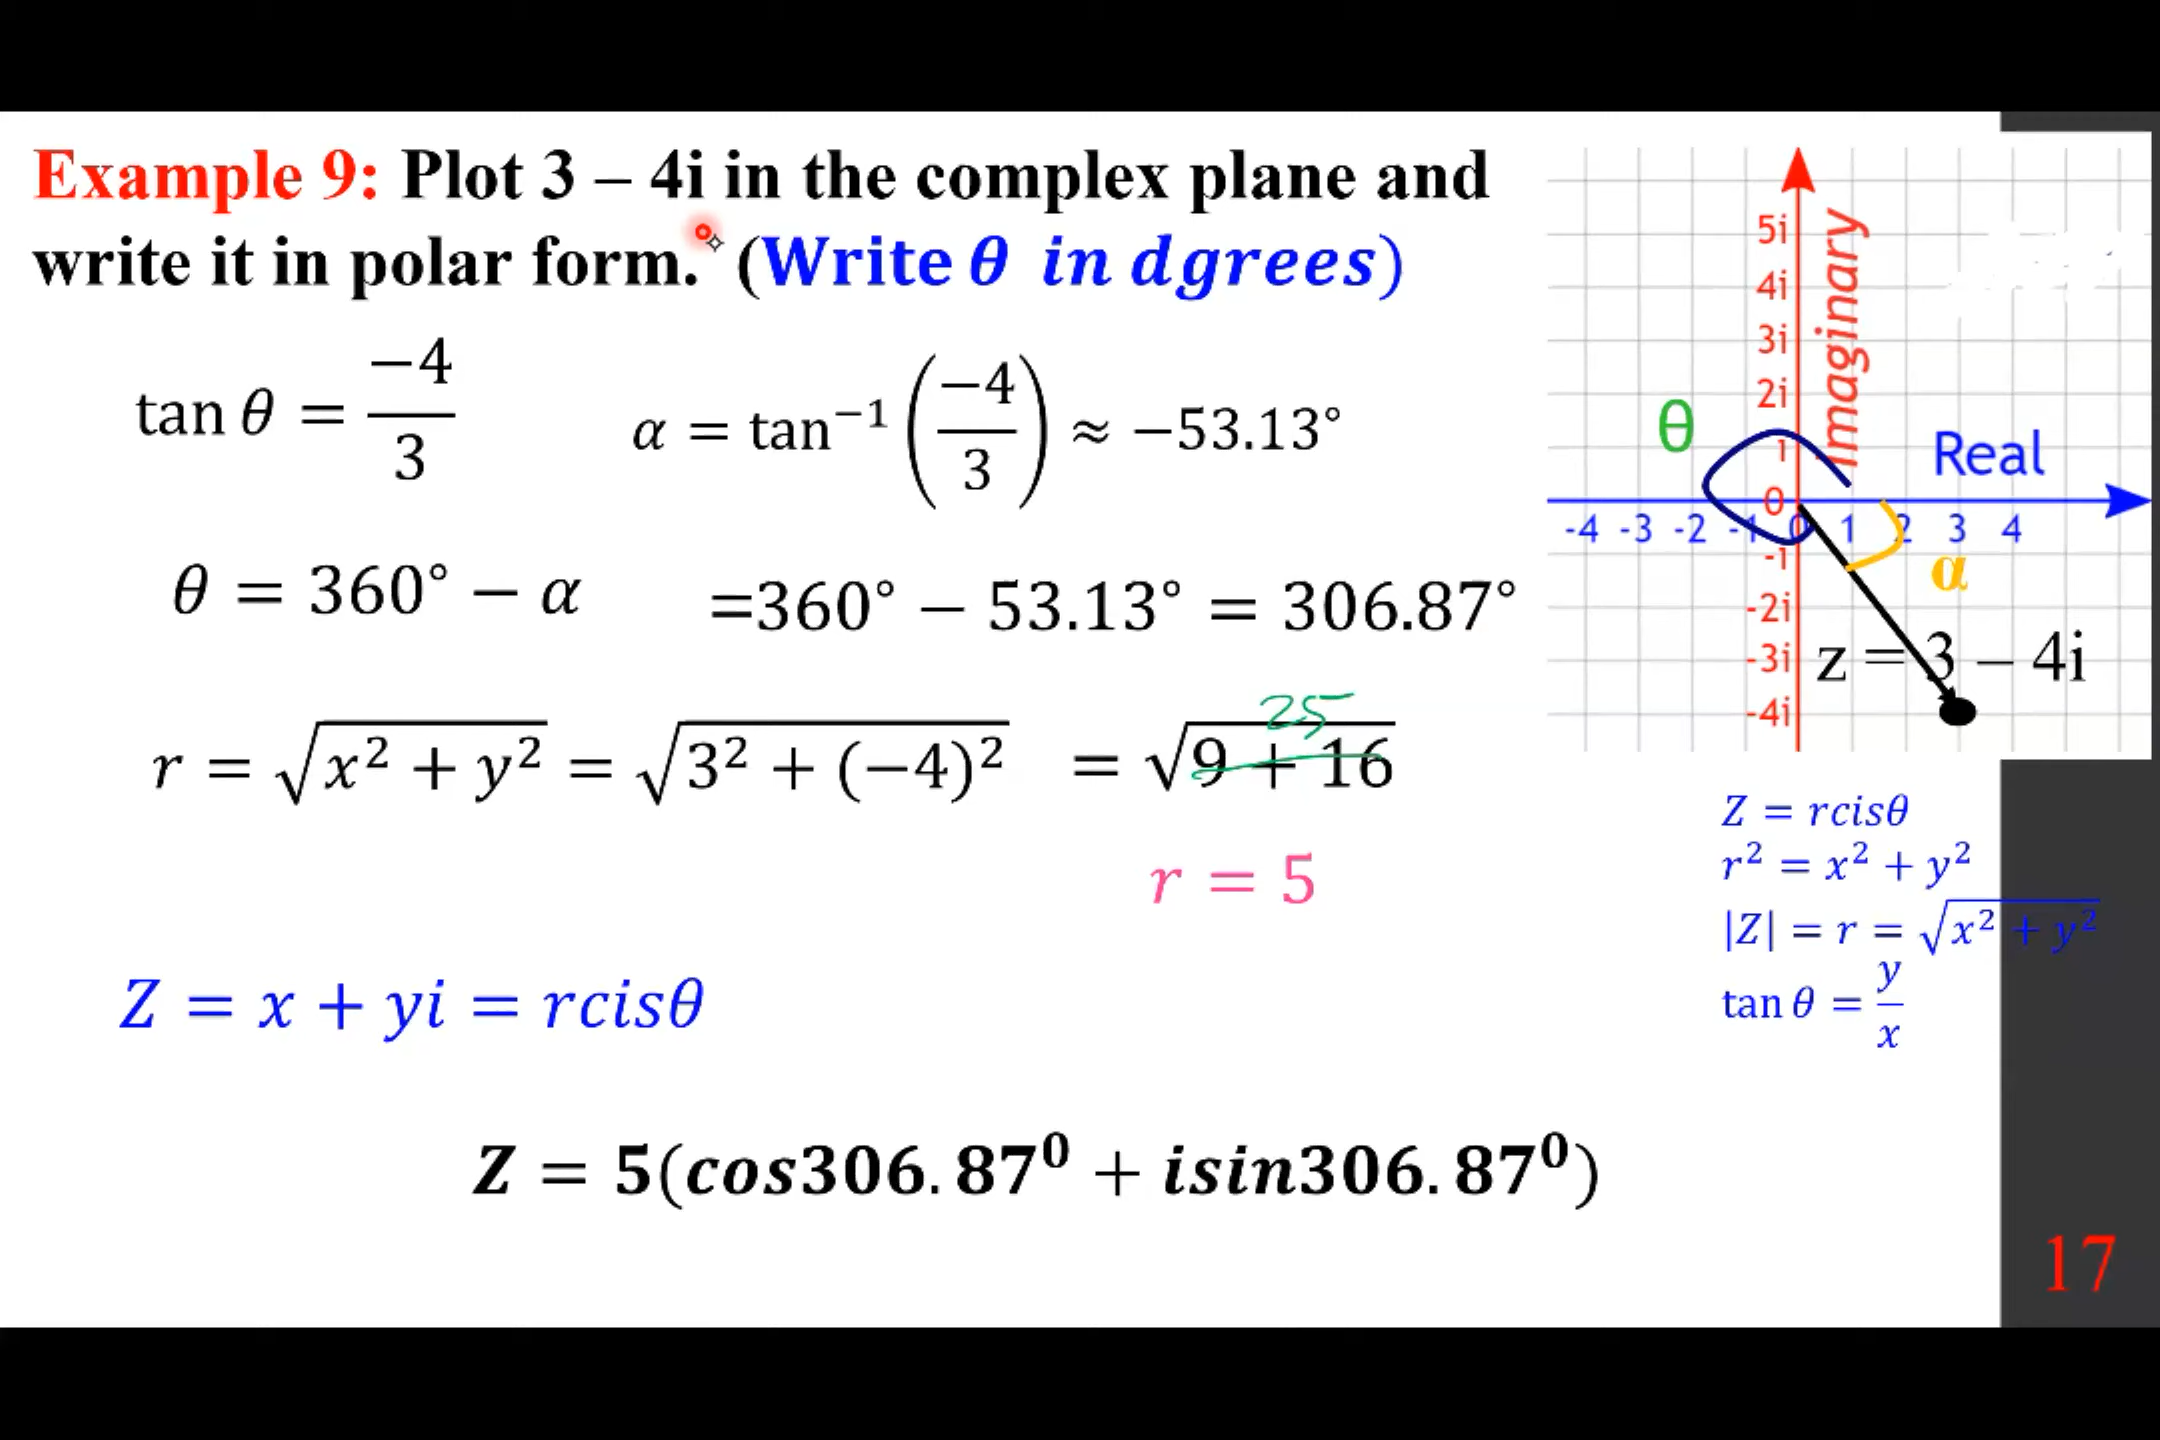 Example 9: Plot 3 – 4i in the complex plane and
write it in polar form. (Write θ in dgrees)
tan θ = −4/3
α = tan⁻¹(−4/3) ≈ −53.13°
θ = 360° − α =360° − 53.13° = 306.87°
25
r = √(x² + y²) = √(3² + (−4)²) = √(9 + 16)
r = 5
Z = x + yi = rcisθ
Z = 5(cos306.87⁰ + isin306.87⁰)
Imaginary
5i
4i
3i
2i
i
0
θ
Real
-4 -3 -2 -1 0 1 2 3 4
-1
α
-2i
-3i
z = 3 – 4i
-4i
Z = rcisθ
r² = x² + y²
|Z| = r = √(x² + y²)
tan θ = y/x
17